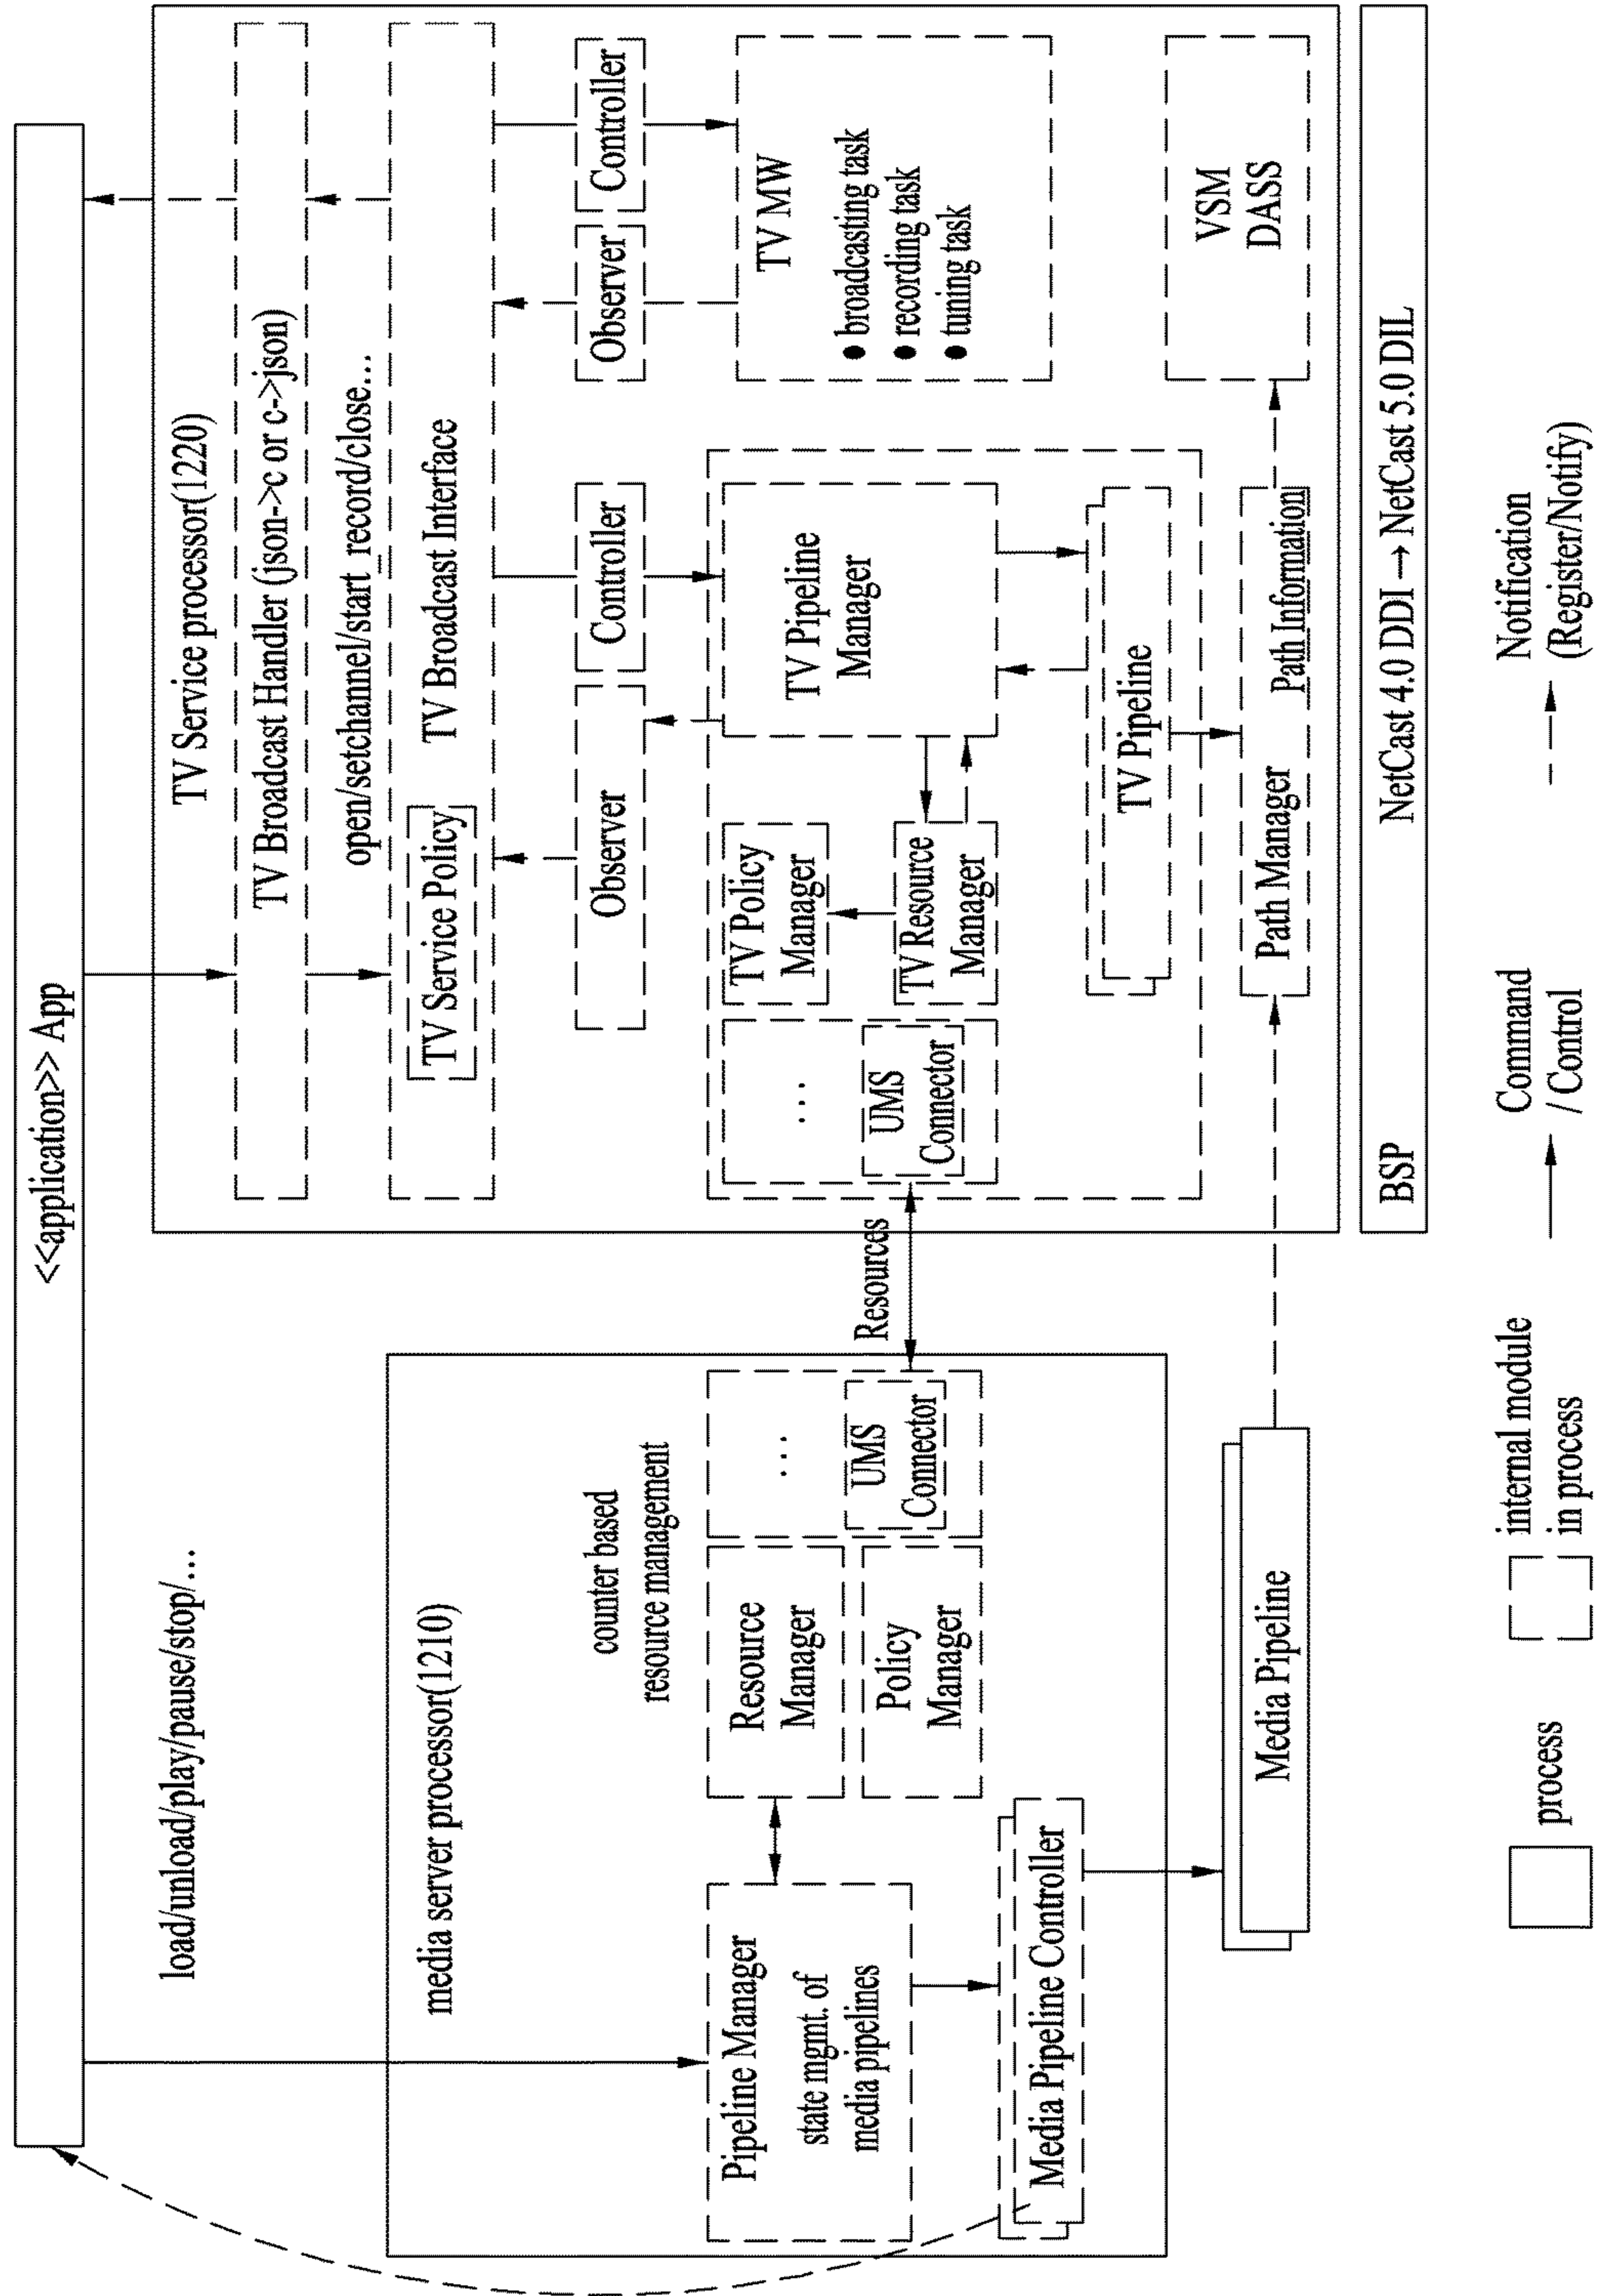 <<application>> App
load/unload/play/pause/stop/...
media server processor(1210)
counter based
resource management
Pipeline Manager
state mgmt. of
media pipelines
Resource
Manager
Policy
Manager
...
UMS
Connector
Media Pipeline Controller
Media Pipeline
Resources
TV Service processor(1220)
TV Broadcast Handler (json->c or c->json)
open/setchannel/start_record/close...
TV Service Policy
TV Broadcast Interface
Observer
Controller
Observer
Controller
...
UMS
Connector
TV Policy
Manager
TV Resource
Manager
TV Pipeline
Manager
TV Pipeline
TV MW
● broadcasting task
● recording task
● tuning task
Path Manager
Path Information
VSM
DASS
BSP
NetCast 4.0 DDI → NetCast 5.0 DIL
process
internal module
in process
Command
/ Control
Notification
(Register/Notify)